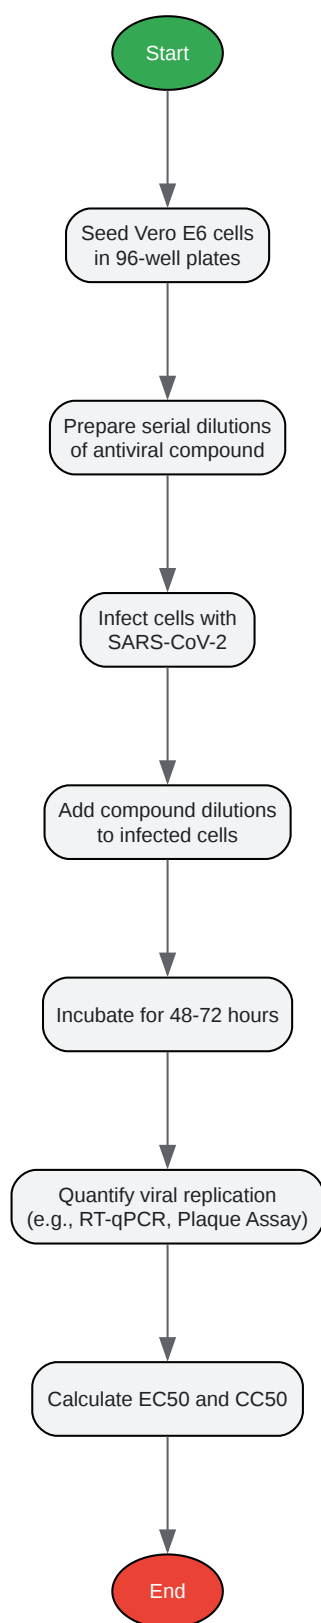 Start
Seed Vero E6 cells
in 96-well plates
Prepare serial dilutions
of antiviral compound
Infect cells with
SARS-CoV-2
Add compound dilutions
to infected cells
Incubate for 48-72 hours
Quantify viral replication
(e.g., RT-qPCR, Plaque Assay)
Calculate EC50 and CC50
End